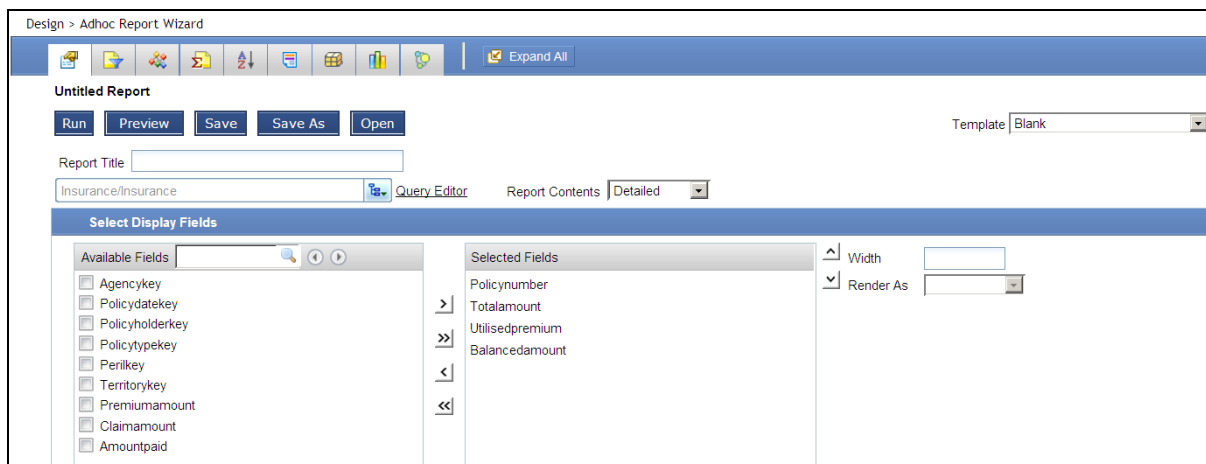 Design > Adhoc Report Wizard
Expand All
Untitled Report
Run Preview Save Save As Open
Template Blank
Report Title
Insurance/Insurance Query Editor Report Contents Detailed
Select Display Fields
Available Fields
Agencykey
Policydatekey
Policyholderkey
Policytypekey
Perilkey
Territorykey
Premiumamount
Claimamount
Amountpaid
>
>>
<
<<
Selected Fields
Policynumber
Totalamount
Utilisedpremium
Balancedamount
Width
Render As